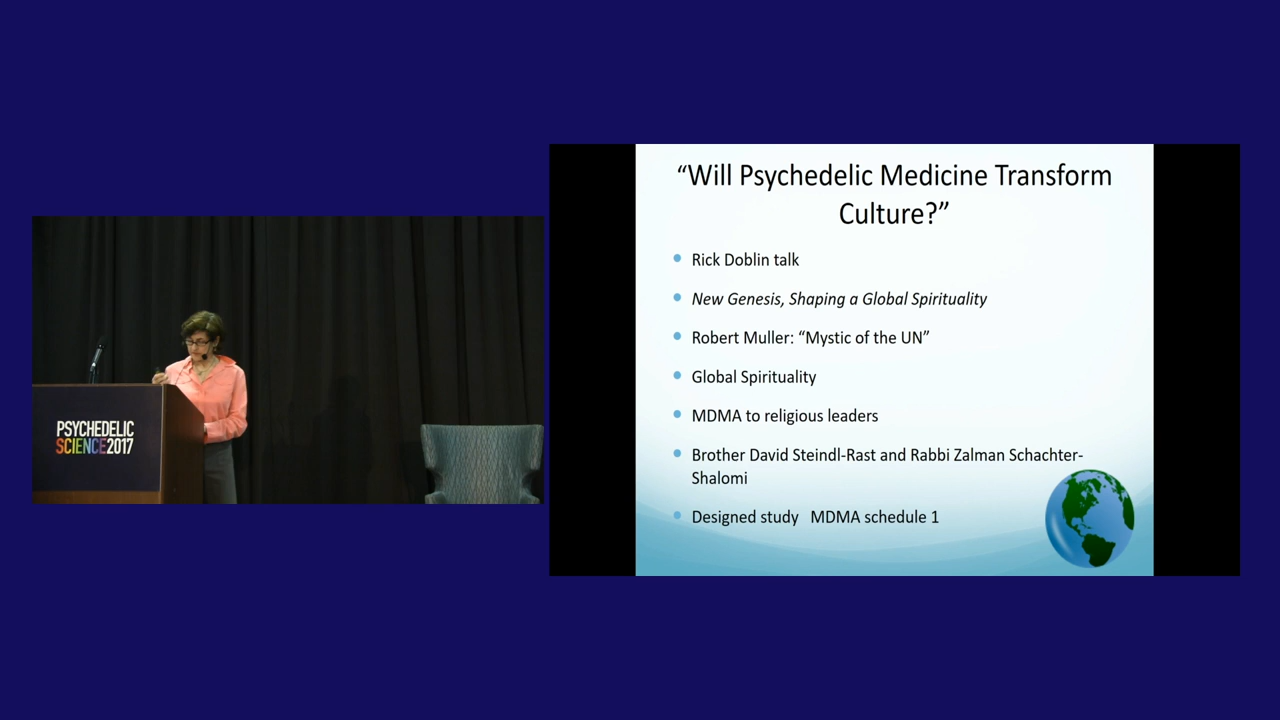 PSYCHEDELIC
SCIENCE2017
“Will Psychedelic Medicine Transform
Culture?”
Rick Doblin talk
New Genesis, Shaping a Global Spirituality
Robert Muller: “Mystic of the UN”
Global Spirituality
MDMA to religious leaders
Brother David Steindl-Rast and Rabbi Zalman Schachter-
Shalomi
Designed study   MDMA schedule 1